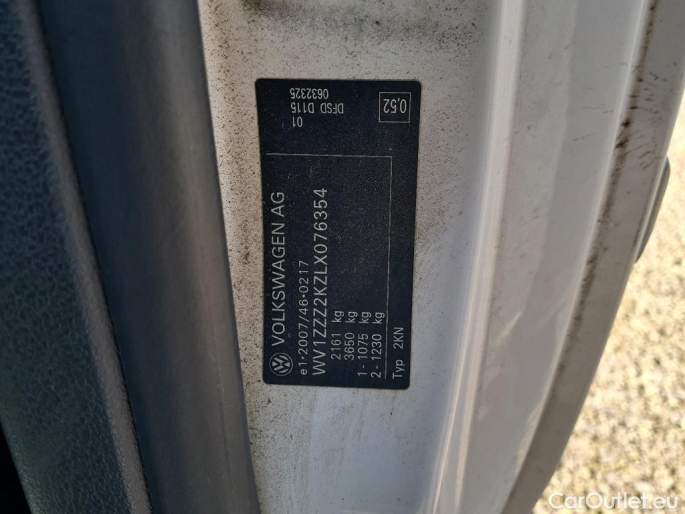 VOLKSWAGEN AG
e1*2007/46*0217
WV1ZZZ2KZLX076354
2161 kg
3650 kg
1 - 1075 kg
2 - 1230 kg
Typ 2KN
01
DFSD D115
0632325
0,52
CarOutlet.eu